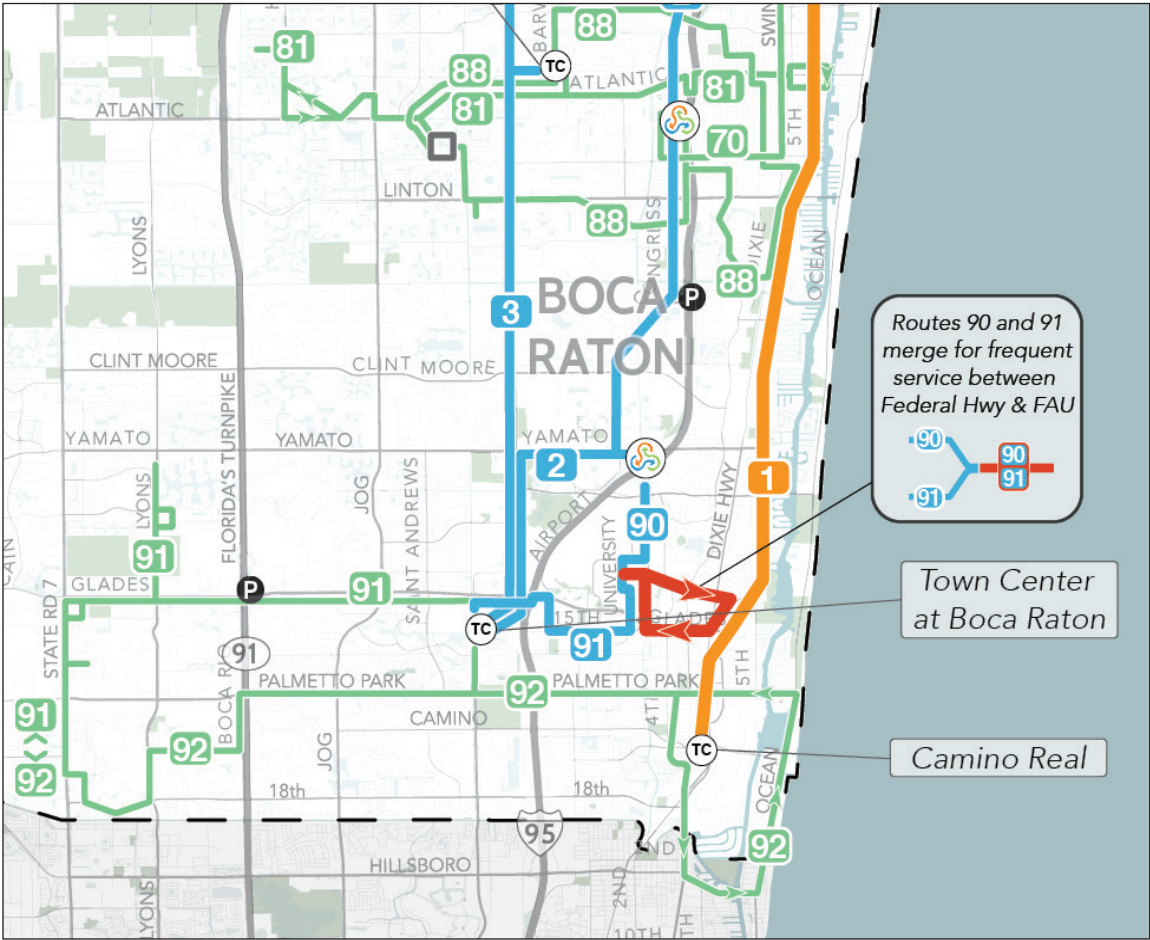 88
BARW
SWIN
81
TC
88
ATLANTIC
81
81
ATLANTIC
5TH
70
LINTON
88
LYONS
CONGRESS
DIXIE
OCEAN
88
3
BOCA
RATON
P
Routes 90 and 91
merge for frequent
service between
Federal Hwy & FAU
90
91
90
91
CLINT MOORE
CLINT MOORE
YAMATO
YAMATO
YAMATO
2
1
FLORIDA'S TURNPIKE
LYONS
JOG
SAINT ANDREWS
AIRPORT
UNIVERSITY
DIXIE HWY
90
91
CAIN
GLADES
P
91
STATE RD 7
15TH
GLADES
TC
91
Town Center
at Boca Raton
91
BOCA RIO
PALMETTO PARK
92
PALMETTO PARK
5TH
CAMINO
4TH
91
92
92
JOG
TC
Camino Real
OCEAN
18th
18th
95
92
HILLSBORO
2ND
2ND
LYONS
10TH
TH